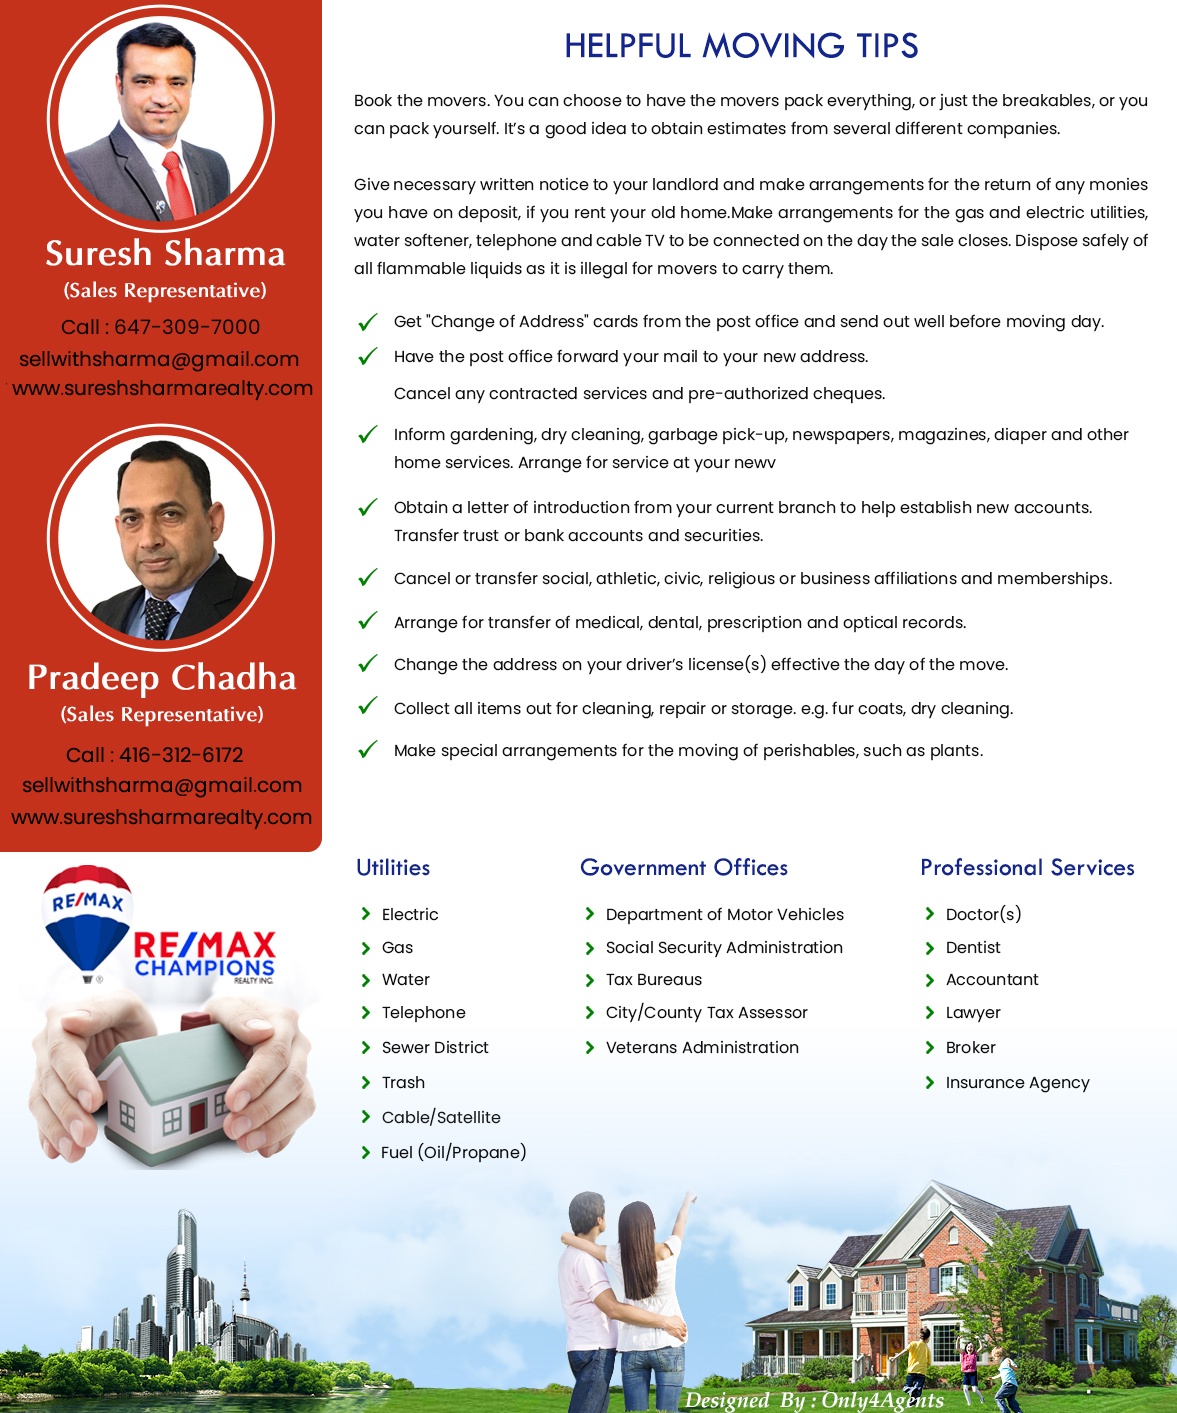 Suresh Sharma
(Sales Representative)
Call : 647-309-7000
sellwithsharma@gmail.com
www.sureshsharmarealty.com
Pradeep Chadha
(Sales Representative)
Call : 416-312-6172
sellwithsharma@gmail.com
www.sureshsharmarealty.com
RE/MAX
RE/MAX
CHAMPIONS
REALTY INC.
HELPFUL MOVING TIPS
Book the movers. You can choose to have the movers pack everything, or just the breakables, or you
can pack yourself. It's a good idea to obtain estimates from several different companies.
Give necessary written notice to your landlord and make arrangements for the return of any monies
you have on deposit, if you rent your old home.Make arrangements for the gas and electric utilities,
water softener, telephone and cable TV to be connected on the day the sale closes. Dispose safely of
all flammable liquids as it is illegal for movers to carry them.
Get "Change of Address" cards from the post office and send out well before moving day.
Have the post office forward your mail to your new address.
Cancel any contracted services and pre-authorized cheques.
Inform gardening, dry cleaning, garbage pick-up, newspapers, magazines, diaper and other
home services. Arrange for service at your newv
Obtain a letter of introduction from your current branch to help establish new accounts.
Transfer trust or bank accounts and securities.
Cancel or transfer social, athletic, civic, religious or business affiliations and memberships.
Arrange for transfer of medical, dental, prescription and optical records.
Change the address on your driver's license(s) effective the day of the move.
Collect all items out for cleaning, repair or storage. e.g. fur coats, dry cleaning.
Make special arrangements for the moving of perishables, such as plants.
Utilities
Electric
Gas
Water
Telephone
Sewer District
Trash
Cable/Satellite
Fuel (Oil/Propane)
Government Offices
Department of Motor Vehicles
Social Security Administration
Tax Bureaus
City/County Tax Assessor
Veterans Administration
Professional Services
Doctor(s)
Dentist
Accountant
Lawyer
Broker
Insurance Agency
Designed By : Only4Agents